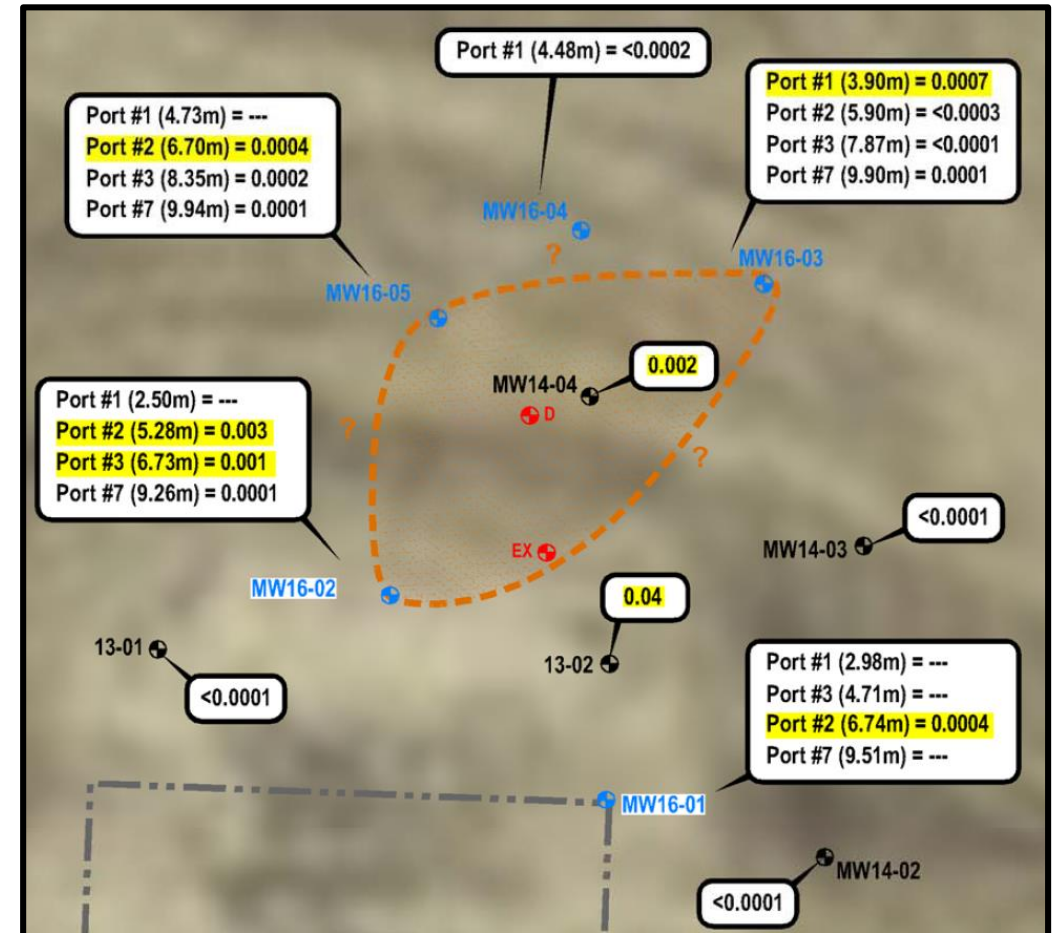 Port #1 (4.48m) = <0.0002
Port #1 (3.90m) = 0.0007
Port #2 (5.90m) = <0.0003
Port #3 (7.87m) = <0.0001
Port #7 (9.90m) = 0.0001
Port #1 (4.73m) = ---
Port #2 (6.70m) = 0.0004
Port #3 (8.35m) = 0.0002
Port #7 (9.94m) = 0.0001
MW16-04
?
MW16-03
MW16-05
0.002
MW14-04
D
Port #1 (2.50m) = ---
Port #2 (5.28m) = 0.003
Port #3 (6.73m) = 0.001
Port #7 (9.26m) = 0.0001
?
?
<0.0001
MW14-03
EX
MW16-02
0.04
13-01
13-02
<0.0001
Port #1 (2.98m) = ---
Port #3 (4.71m) = ---
Port #2 (6.74m) = 0.0004
Port #7 (9.51m) = ---
MW16-01
MW14-02
<0.0001